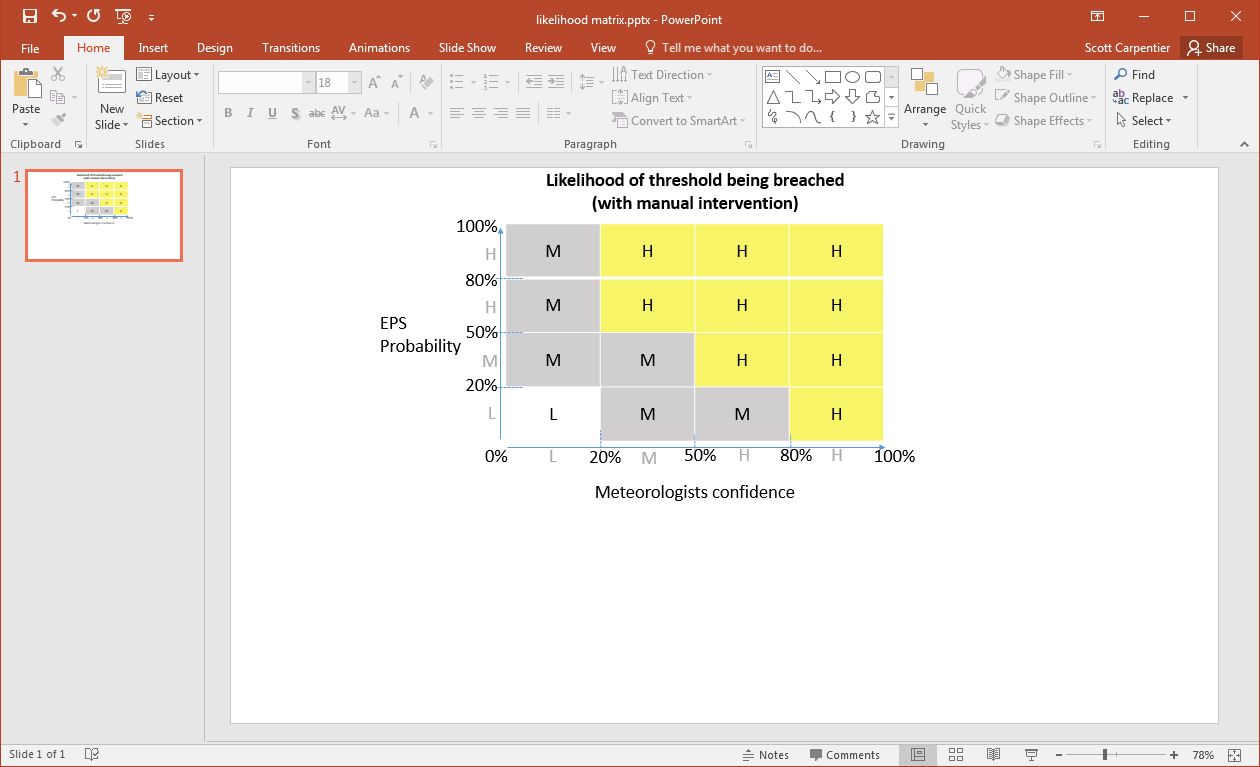 likelihood matrix.pptx - PowerPoint
File Home Insert Design Transitions Animations Slide Show Review View Tell me what you want to do... Scott Carpentier Share
Paste
Clipboard
New Slide
Layout
Reset
Section
Slides
18
B I U S abc AV Aa A
Font
Text Direction
Align Text
Convert to SmartArt
Paragraph
Arrange
Quick Styles
Shape Fill
Shape Outline
Shape Effects
Drawing
Find
Replace
Select
Editing
1
Likelihood of threshold being breached
(with manual intervention)
100%
H M H H H
80%
H M H H H
EPS
Probability
50%
M M M H H
20%
L L M M H
0% L 20% M 50% H 80% H 100%
Meteorologists confidence
Slide 1 of 1 Notes Comments 78%